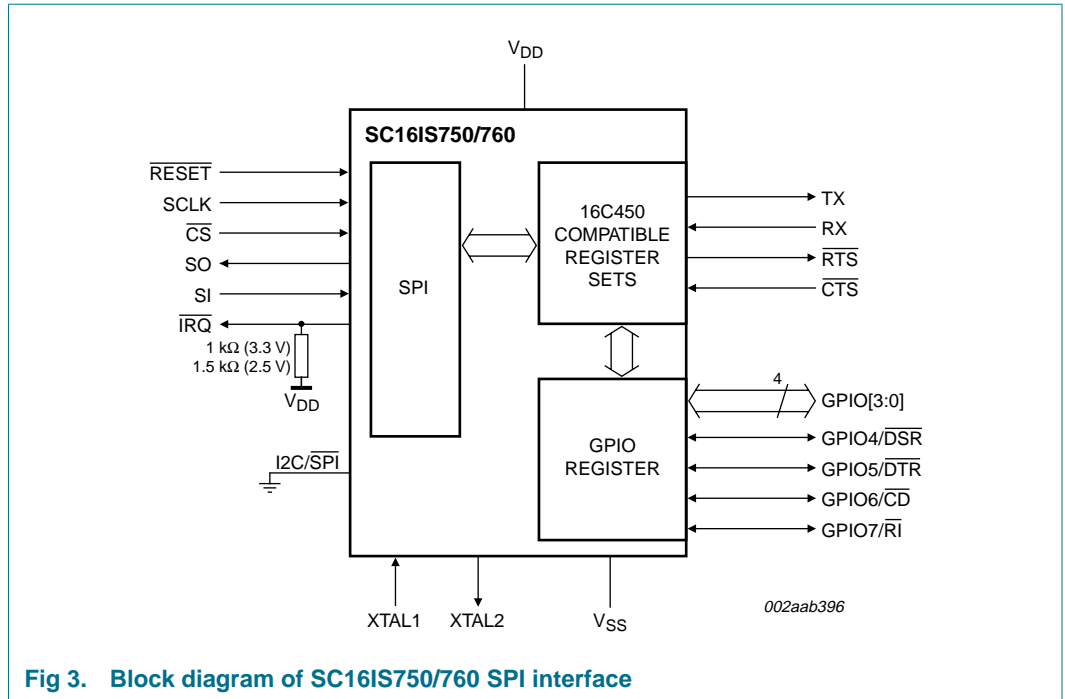 VDD
SC16IS750/760
RESET
SCLK
CS
SO
SI
IRQ
1 kΩ (3.3 V)
1.5 kΩ (2.5 V)
VDD
I2C/SPI
SPI
16C450
COMPATIBLE
REGISTER
SETS
GPIO
REGISTER
TX
RX
RTS
CTS
4
GPIO[3:0]
GPIO4/DSR
GPIO5/DTR
GPIO6/CD
GPIO7/RI
XTAL1
XTAL2
VSS
002aab396
Fig 3. Block diagram of SC16IS750/760 SPI interface